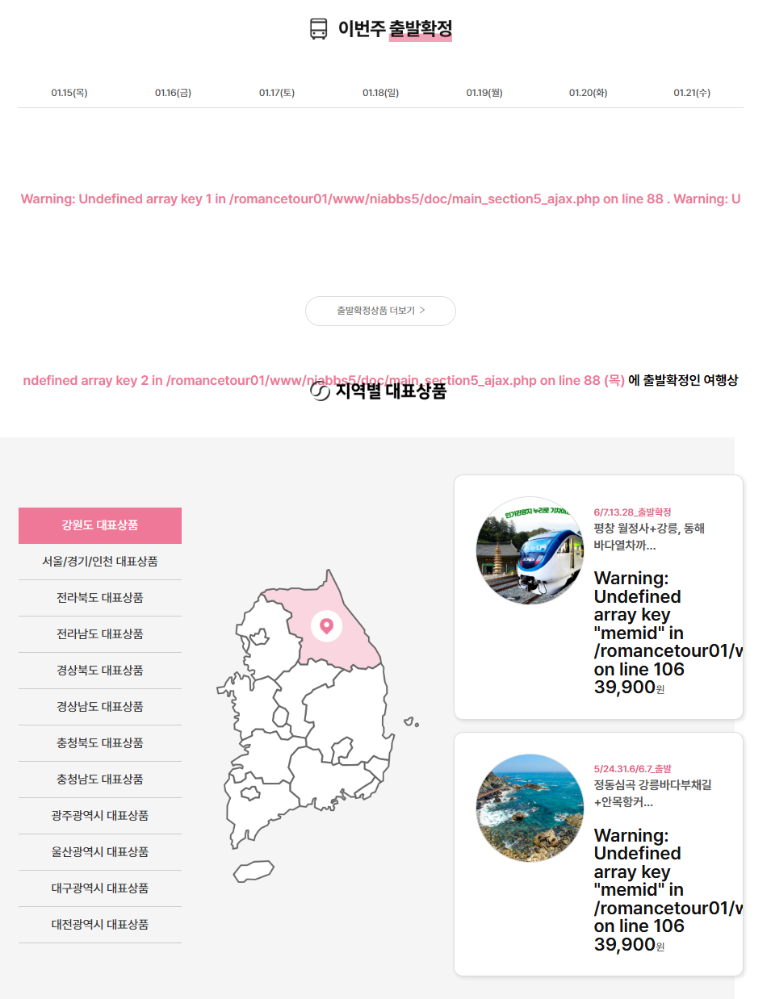 이번주 출발확정
01.15(목) 01.16(금) 01.17(토) 01.18(일) 01.19(월) 01.20(화) 01.21(수)
Warning: Undefined array key 1 in /romancetour01/www/niabbs5/doc/main_section5_ajax.php on line 88 . Warning: U
출발확정상품 더보기 >
ndefined array key 2 in /romancetour01/www/niabbs5/doc/main_section5_ajax.php on line 88 (목) 에 출발확정인 여행상
지역별 대표상품
강원도 대표상품
서울/경기/인천 대표상품
전라북도 대표상품
전라남도 대표상품
경상북도 대표상품
경상남도 대표상품
충청북도 대표상품
충청남도 대표상품
광주광역시 대표상품
울산광역시 대표상품
대구광역시 대표상품
대전광역시 대표상품
인기관광지 누리로 기차여행
6/7.13.28_출발확정
평창 월정사+강릉, 동해
바다열차까...
Warning:
Undefined
array key
"memid" in
/romancetour01/w
on line 106
39,900원
5/24.31.6/6.7_출발
정동심곡 강릉바다부채길
+안목항커...
Warning:
Undefined
array key
"memid" in
/romancetour01/w
on line 106
39,900원